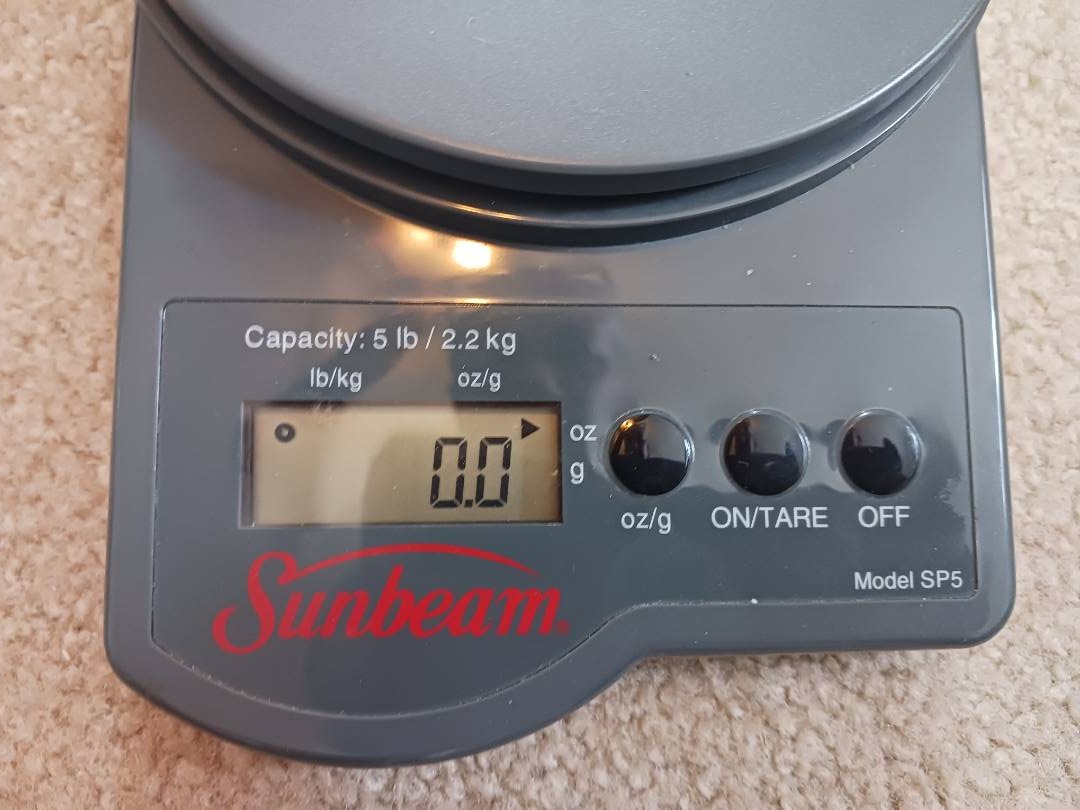 Capacity: 5 lb / 2.2 kg
lb/kg oz/g
0.0
oz
g
oz/g ON/TARE OFF
Model SP5
Sunbeam®